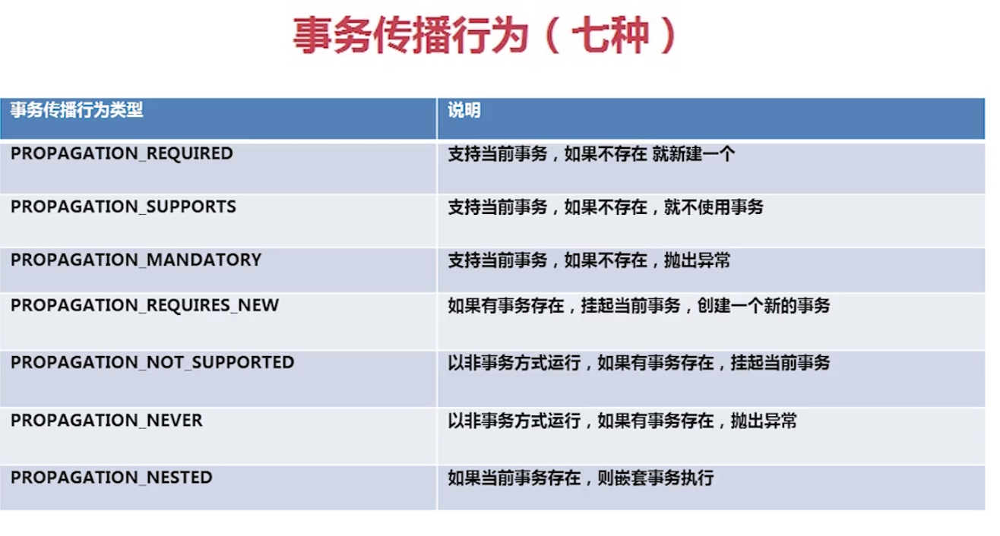 事务传播行为（七种）
事务传播行为类型 说明
PROPAGATION_REQUIRED 支持当前事务，如果不存在 就新建一个
PROPAGATION_SUPPORTS 支持当前事务，如果不存在，就不使用事务
PROPAGATION_MANDATORY 支持当前事务，如果不存在，抛出异常
PROPAGATION_REQUIRES_NEW 如果有事务存在，挂起当前事务，创建一个新的事务
PROPAGATION_NOT_SUPPORTED 以非事务方式运行，如果有事务存在，挂起当前事务
PROPAGATION_NEVER 以非事务方式运行，如果有事务存在，抛出异常
PROPAGATION_NESTED 如果当前事务存在，则嵌套事务执行